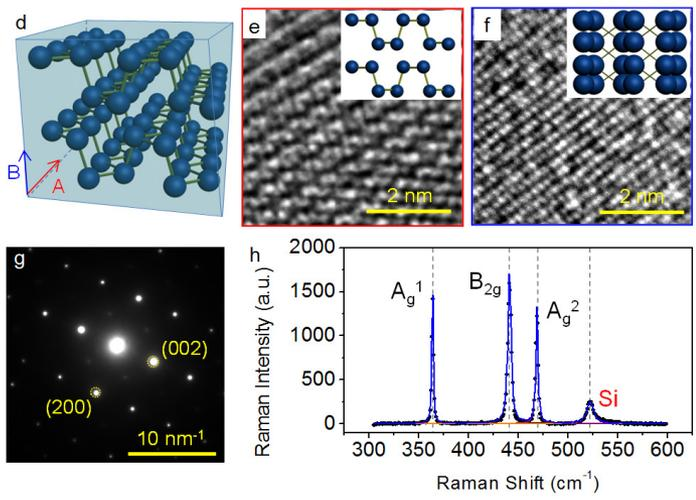 d
B
A
e
2 nm
f
2 nm
g
(002)
(200)
10 nm⁻¹
h
Raman Intensity (a.u.)
2000
1500
1000
500
0
A_g^1
B_2g
A_g^2
Si
300 350 400 450 500 550 600
Raman Shift (cm⁻¹)